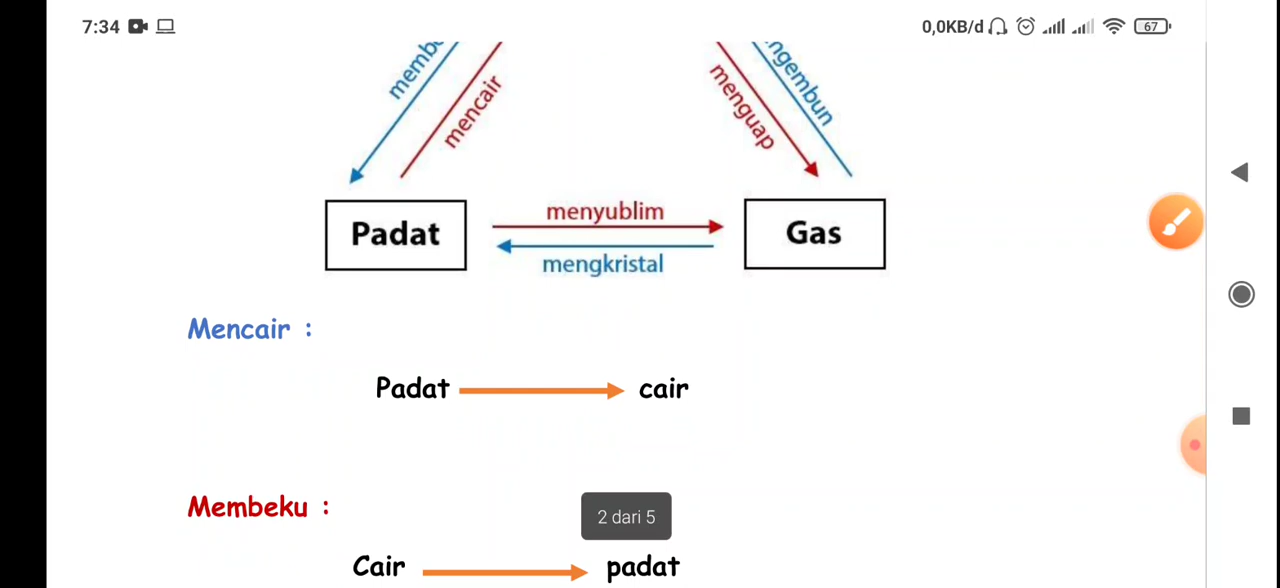 7:34 0,0KB/d 67
mencair
menguap
menyublim
Padat Gas
mengkristal
Mencair :
Padat cair
Membeku :
2 dari 5
Cair padat